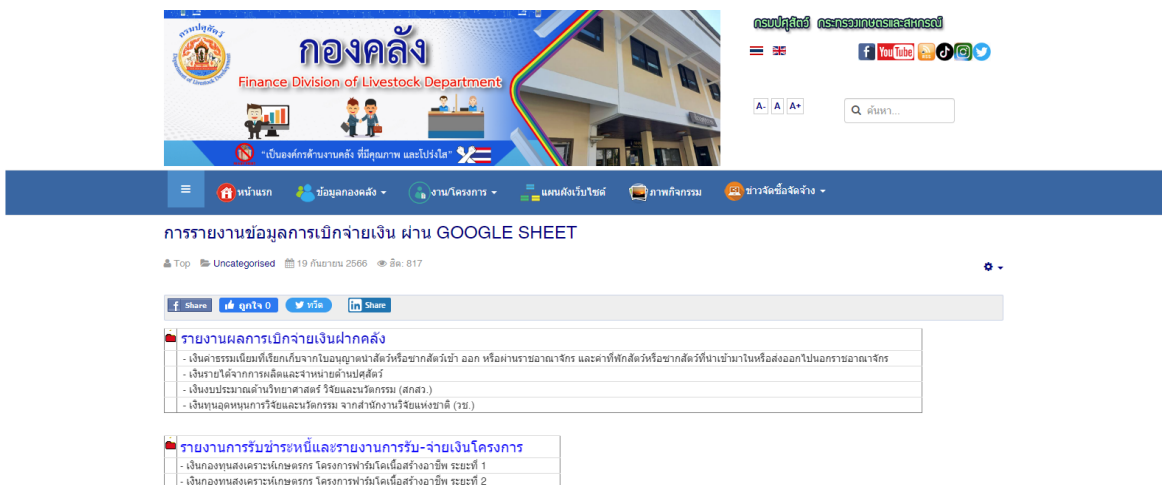 กรมปศุสัตว์ กระทรวงเกษตรและสหกรณ์
กองคลัง
Finance Division of Livestock Department
"เป็นองค์กรด้านงานคลัง ที่มีคุณภาพ และโปร่งใส"
You Tube
A- A A+
ค้นหา...
หน้าแรก ข้อมูลกองคลัง งาน/โครงการ แผนผังเว็บไซต์ ภาพกิจกรรม ข่าวจัดซื้อจัดจ้าง
การรายงานข้อมูลการเบิกจ่ายเงิน ผ่าน GOOGLE SHEET
Top Uncategorised 19 กันยายน 2566 ฮิต: 817
Share ถูกใจ 0 ทวีต in Share
รายงานผลการเบิกจ่ายเงินฝากคลัง
- เงินค่าธรรมเนียมที่เรียกเก็บจากใบอนุญาตนำสัตว์หรือซากสัตว์เข้า ออก หรือผ่านราชอาณาจักร และค่าที่พักสัตว์หรือซากสัตว์ที่นำเข้ามาในหรือส่งออกไปนอกราชอาณาจักร
- เงินรายได้จากการผลิตและจำหน่ายด้านปศุสัตว์
- เงินงบประมาณด้านวิทยาศาสตร์ วิจัยและนวัตกรรม (สกสว.)
- เงินทุนอุดหนุนการวิจัยและนวัตกรรม จากสำนักงานวิจัยแห่งชาติ (วช.)
รายงานการรับชำระหนี้และรายงานการรับ-จ่ายเงินโครงการ
- เงินกองทุนสงเคราะห์เกษตรกร โครงการฟาร์มโคเนื้อสร้างอาชีพ ระยะที่ 1
- เงินกองทุนสงเคราะห์เกษตรกร โครงการฟาร์มโคเนื้อสร้างอาชีพ ระยะที่ 2